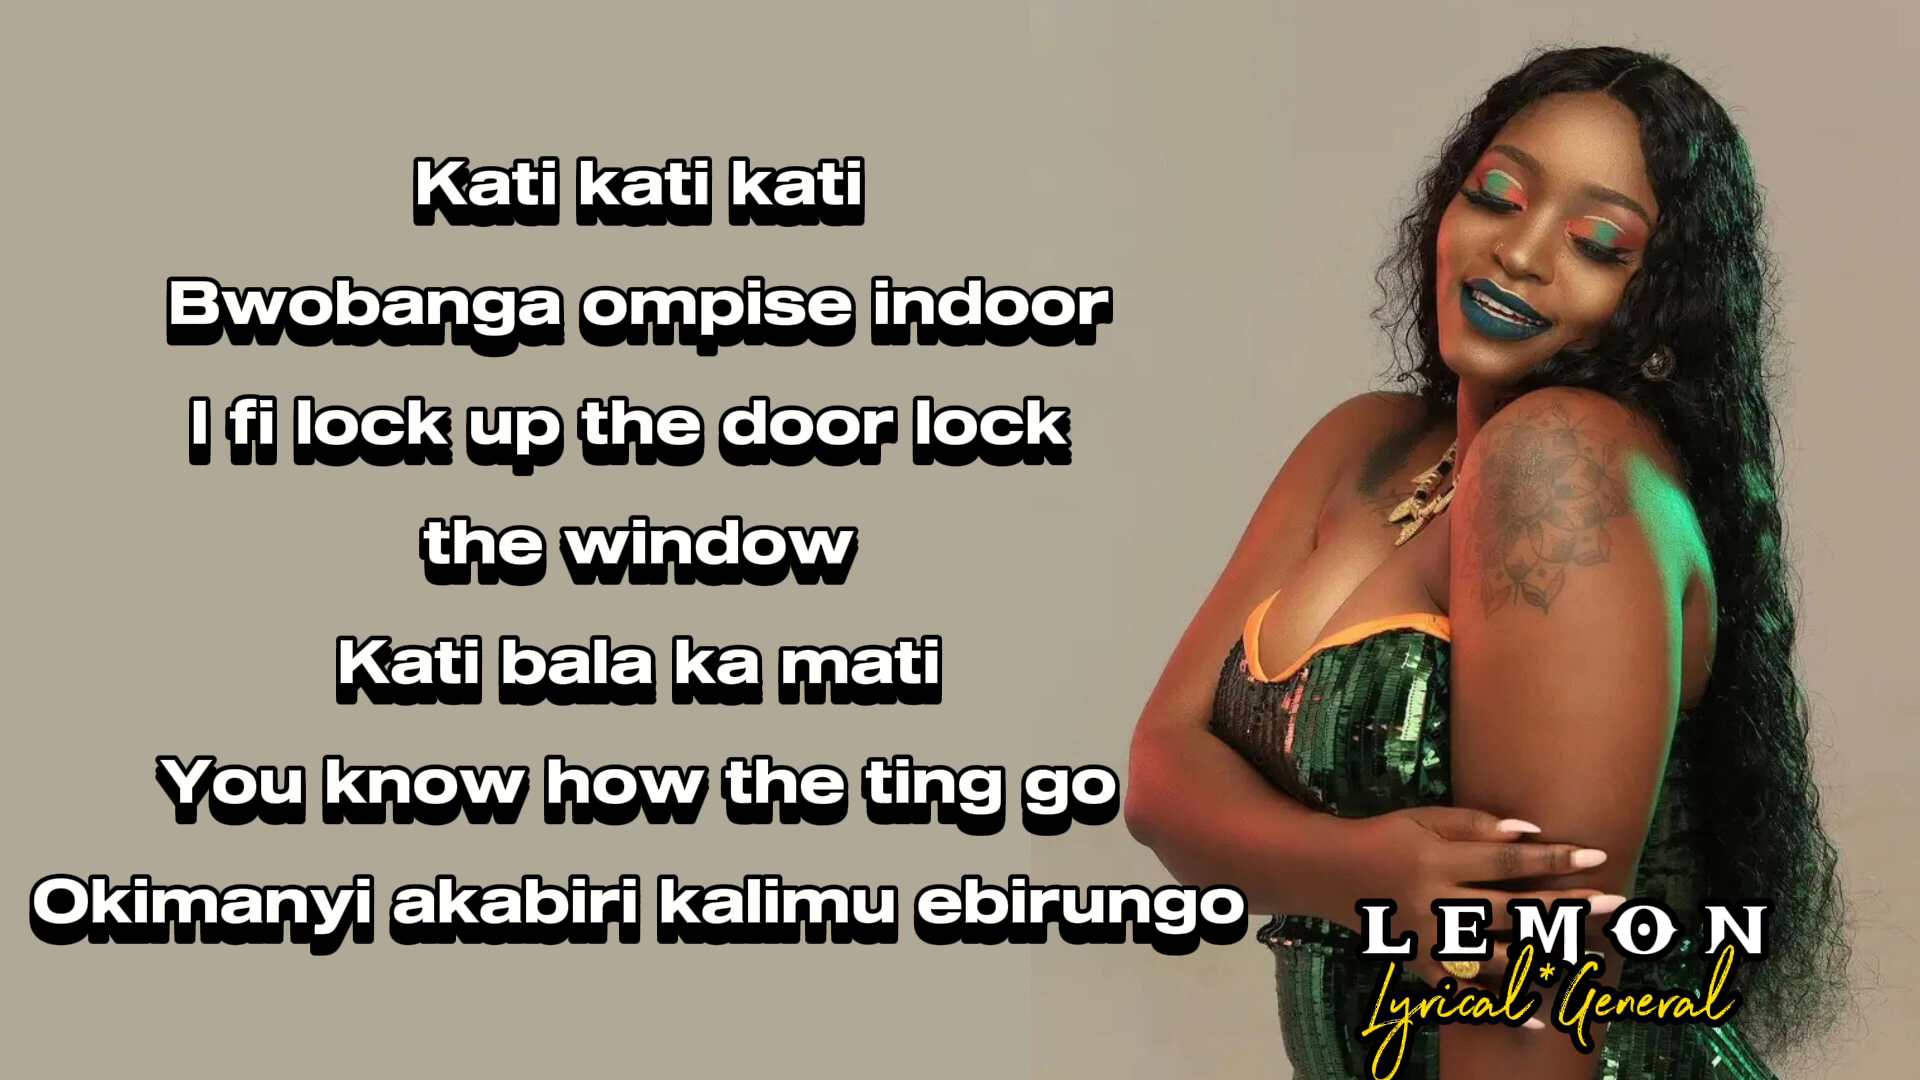 Kati kati kati
Bwobanga ompise indoor
I fi lock up the door lock
the window
Kati bala ka mati
You know how the ting go
Okimanyi akabiri kalimu ebirungo
LEMON
Lyrical*General